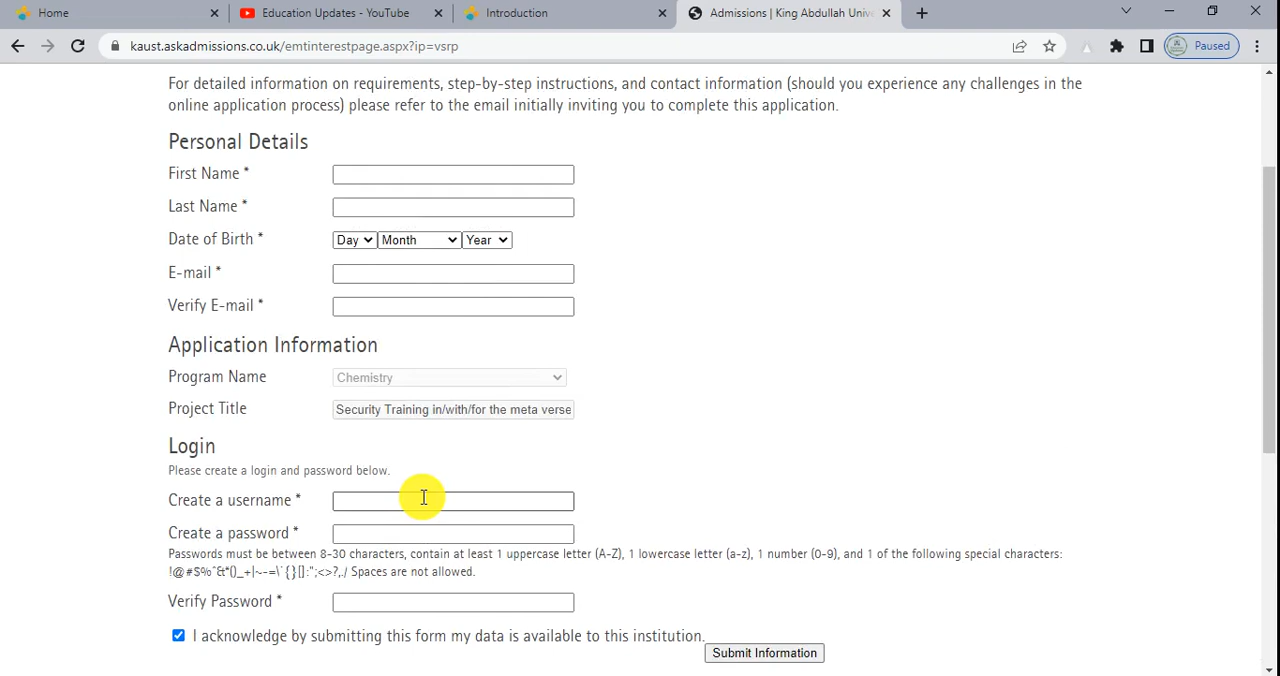 Home
Education Updates - YouTube
Introduction
Admissions | King Abdullah Unive
kaust.askadmissions.co.uk/emtinterestpage.aspx?ip=vsrp
Paused
For detailed information on requirements, step-by-step instructions, and contact information (should you experience any challenges in the
online application process) please refer to the email initially inviting you to complete this application.
Personal Details
First Name *
Last Name *
Date of Birth * Day Month Year
E-mail *
Verify E-mail *
Application Information
Program Name Chemistry
Project Title Security Training in/with/for the meta verse
Login
Please create a login and password below.
Create a username *
Create a password *
Passwords must be between 8-30 characters, contain at least 1 uppercase letter (A-Z), 1 lowercase letter (a-z), 1 number (0-9), and 1 of the following special characters:
!@#$%^&*()_+|~-=\`{}[]:";<>?,./ Spaces are not allowed.
Verify Password *
I acknowledge by submitting this form my data is available to this institution.
Submit Information